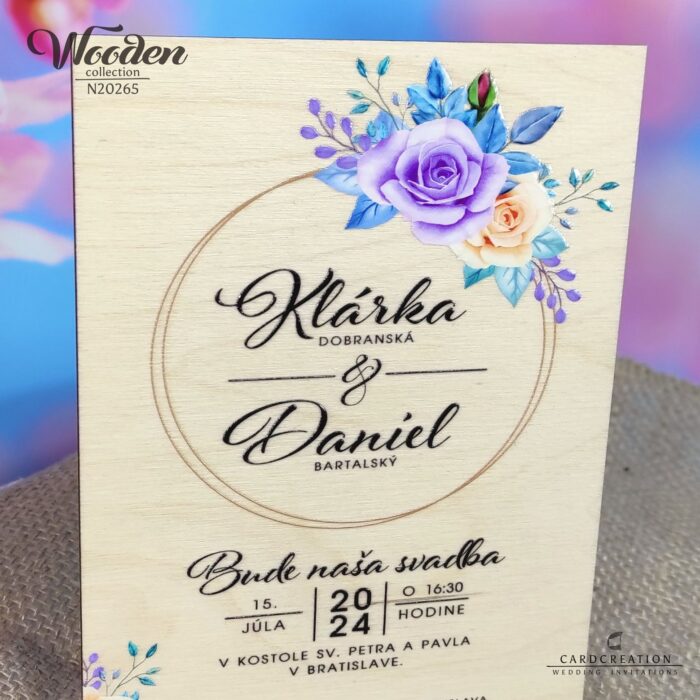 Wooden
collection
N20265
Klárka
DOBRANSKÁ
&
Daniel
BARTALSKÝ
Bude naša svadba
15.
JÚLA
20
24
O 16:30
HODINE
V KOSTOLE SV. PETRA A PAVLA
V BRATISLAVE.
CARDCREATION
WEDDING INVITATIONS